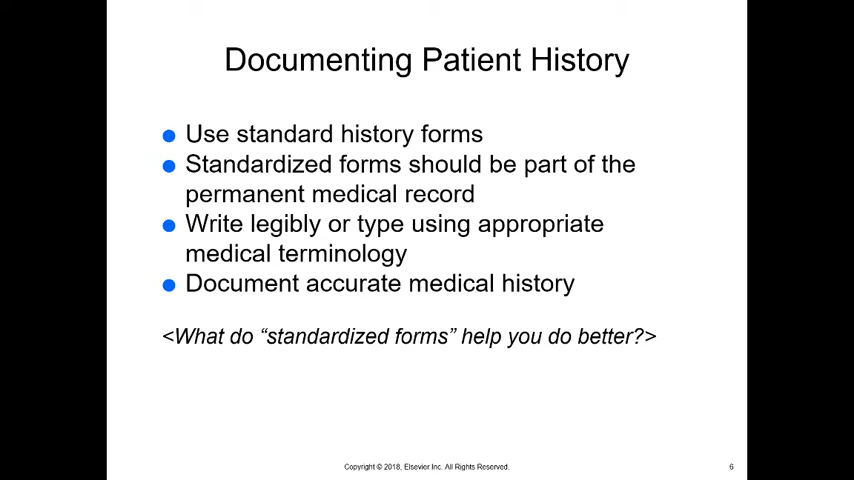 Documenting Patient History
Use standard history forms
Standardized forms should be part of the
permanent medical record
Write legibly or type using appropriate
medical terminology
Document accurate medical history
<What do “standardized forms” help you do better?>
Copyright © 2018, Elsevier Inc. All Rights Reserved.
6